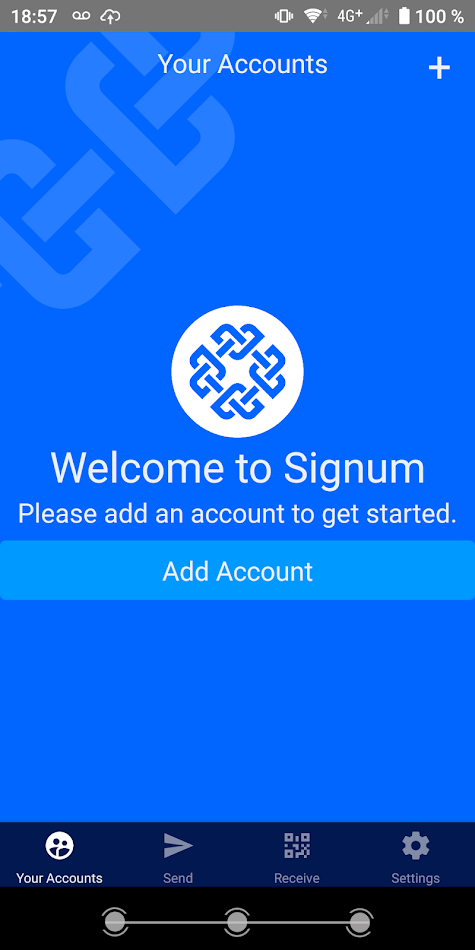 18:57 4G+ 100 %
Your Accounts +
Welcome to Signum
Please add an account to get started.
Add Account
Your Accounts Send Receive Settings